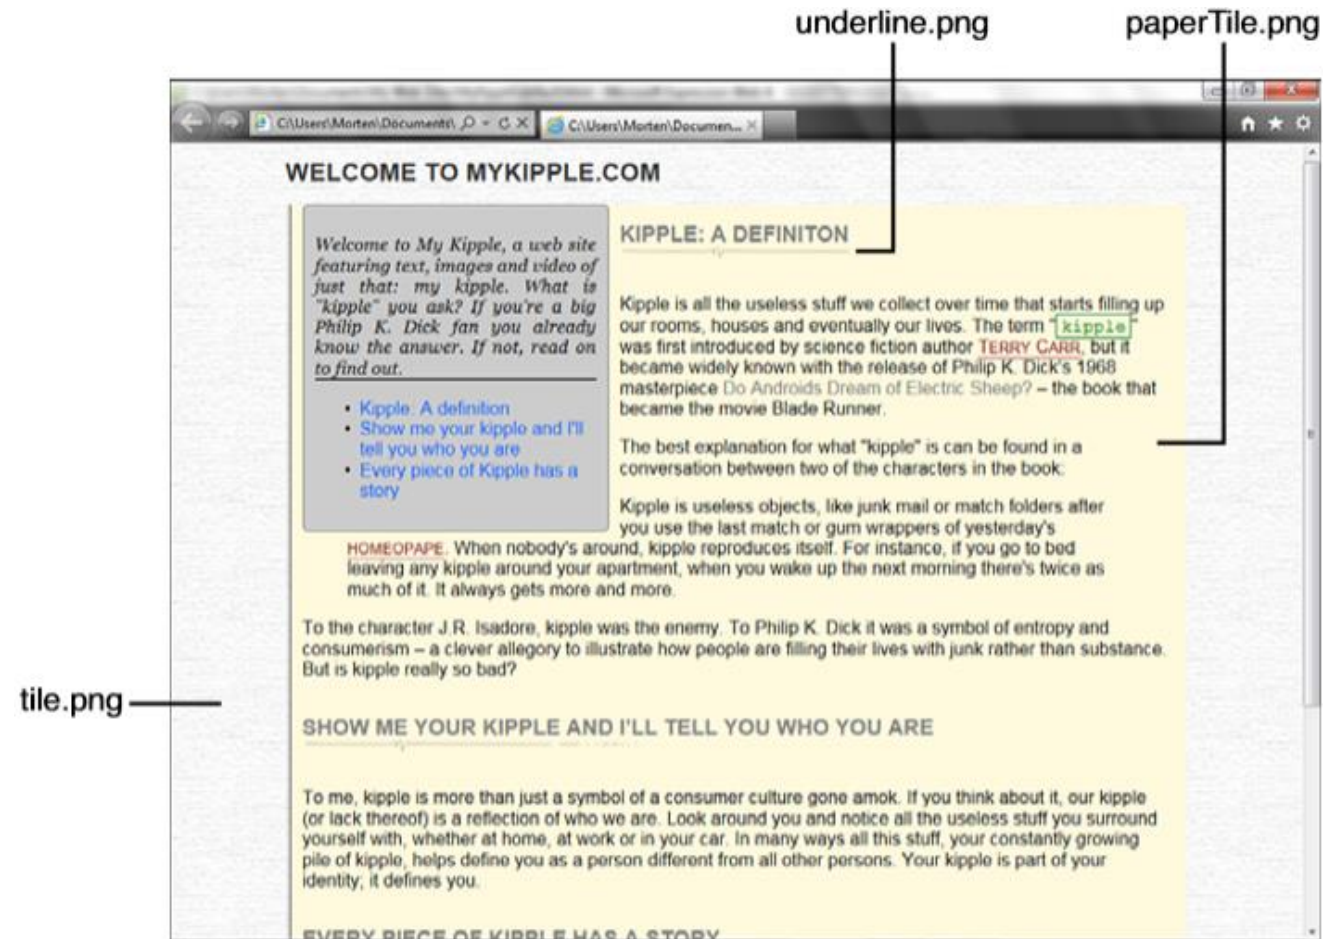 underline.png
paperTile.png
C:\Users\Morten\Documents\
C:\Users\Morten\Documen...
WELCOME TO MYKIPPLE.COM
Welcome to My Kipple, a web site
featuring text, images and video of
just that: my kipple. What is
"kipple" you ask? If you're a big
Philip K. Dick fan you already
know the answer. If not, read on
to find out.
• Kipple: A definition
• Show me your kipple and I'll
tell you who you are
• Every piece of Kipple has a
story
KIPPLE: A DEFINITON
Kipple is all the useless stuff we collect over time that starts filling up
our rooms, houses and eventually our lives. The term "kipple"
was first introduced by science fiction author TERRY CARR, but it
became widely known with the release of Philip K. Dick's 1968
masterpiece Do Androids Dream of Electric Sheep? – the book that
became the movie Blade Runner.
The best explanation for what "kipple" is can be found in a
conversation between two of the characters in the book:
Kipple is useless objects, like junk mail or match folders after
you use the last match or gum wrappers of yesterday's
HOMEOPAPE. When nobody's around, kipple reproduces itself. For instance, if you go to bed
leaving any kipple around your apartment, when you wake up the next morning there's twice as
much of it. It always gets more and more.
To the character J.R. Isadore, kipple was the enemy. To Philip K. Dick it was a symbol of entropy and
consumerism – a clever allegory to illustrate how people are filling their lives with junk rather than substance.
But is kipple really so bad?
tile.png
SHOW ME YOUR KIPPLE AND I'LL TELL YOU WHO YOU ARE
To me, kipple is more than just a symbol of a consumer culture gone amok. If you think about it, our kipple
(or lack thereof) is a reflection of who we are. Look around you and notice all the useless stuff you surround
yourself with, whether at home, at work or in your car. In many ways all this stuff, your constantly growing
pile of kipple, helps define you as a person different from all other persons. Your kipple is part of your
identity; it defines you.
EVERY PIECE OF KIPPLE HAS A STORY